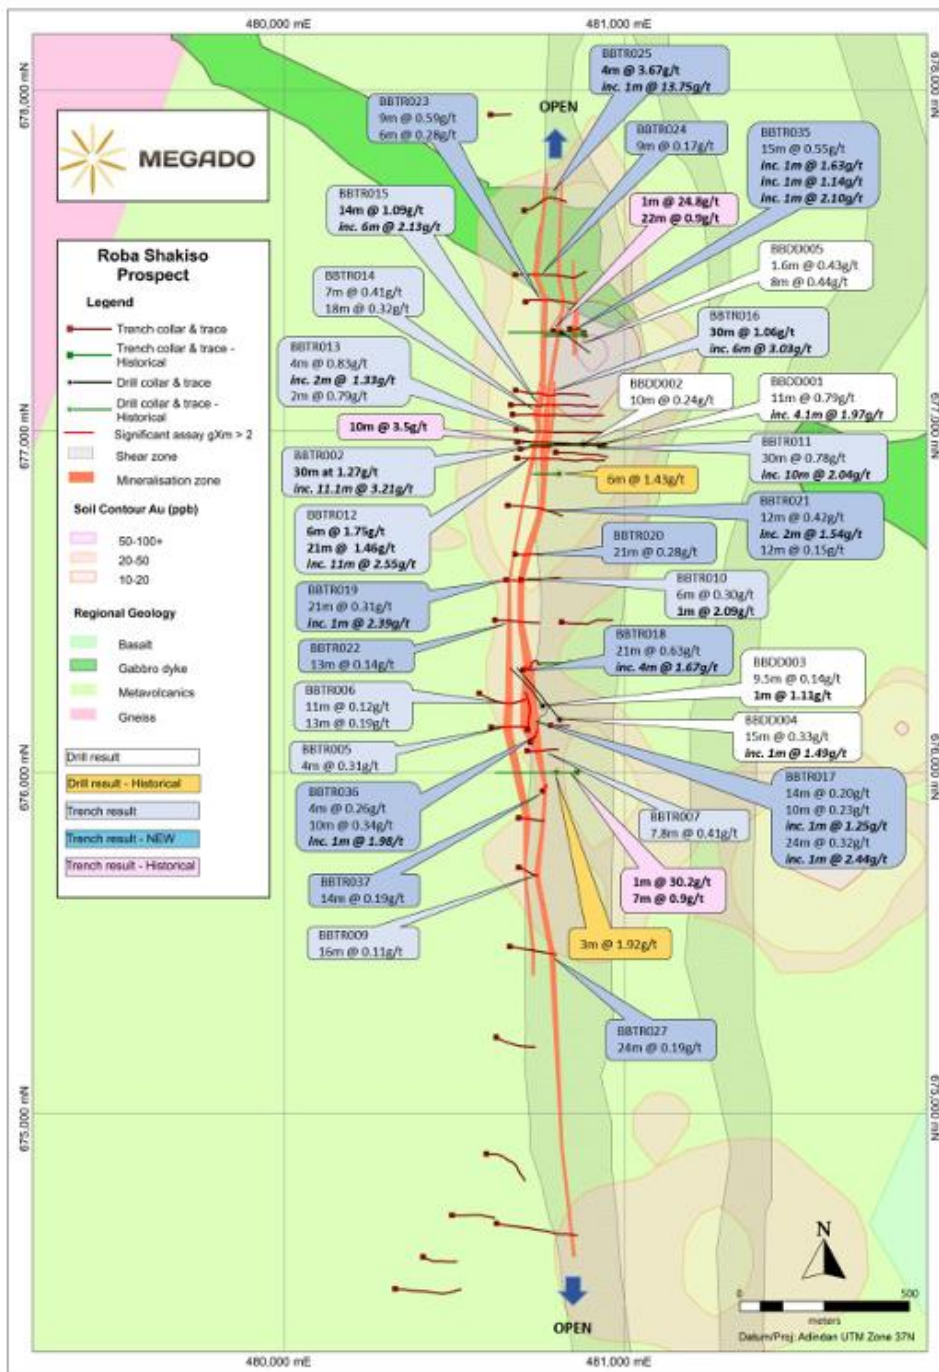 480,000 mE
481,000 mE
678,000 mN
678,000 mN
MEGADO
BBTR025
4m @ 3.67g/t
inc. 1m @ 13.75g/t
OPEN
BBTR023
9m @ 0.59g/t
6m @ 0.28g/t
BBTR024
9m @ 0.17g/t
BBTR035
15m @ 0.55g/t
inc. 1m @ 1.63g/t
inc. 1m @ 1.14g/t
inc. 1m @ 2.10g/t
1m @ 24.8g/t
22m @ 0.9g/t
BBTR015
14m @ 1.09g/t
inc. 6m @ 2.13g/t
BBDD005
1.6m @ 0.43g/t
8m @ 0.44g/t
BBTR014
7m @ 0.41g/t
18m @ 0.32g/t
BBTR016
30m @ 1.06g/t
inc. 6m @ 3.03g/t
BBTR013
4m @ 0.83g/t
inc. 2m @ 1.33g/t
2m @ 0.79g/t
BBDD002
10m @ 0.24g/t
BBDD001
11m @ 0.79g/t
inc. 4.1m @ 1.97g/t
10m @ 3.5g/t
677,000 mN
677,000 mN
BBTR002
30m at 1.27g/t
inc. 11.1m @ 3.21g/t
BBTR011
30m @ 0.78g/t
inc. 10m @ 2.04g/t
6m @ 1.43g/t
BBTR012
6m @ 1.75g/t
21m @ 1.46g/t
inc. 11m @ 2.55g/t
BBTR021
12m @ 0.42g/t
inc. 2m @ 1.54g/t
12m @ 0.15g/t
BBTR020
21m @ 0.28g/t
BBTR019
21m @ 0.31g/t
inc. 1m @ 2.39g/t
BBTR010
6m @ 0.30g/t
1m @ 2.09g/t
BBTR022
13m @ 0.14g/t
BBTR018
21m @ 0.63g/t
inc. 4m @ 1.67g/t
BBDD003
9.5m @ 0.14g/t
1m @ 1.11g/t
BBTR006
11m @ 0.12g/t
13m @ 0.19g/t
BBDD004
15m @ 0.33g/t
inc. 1m @ 1.49g/t
BBTR005
4m @ 0.31g/t
676,000 mN
676,000 mN
BBTR036
4m @ 0.26g/t
10m @ 0.34g/t
inc. 1m @ 1.98g/t
BBTR017
14m @ 0.20g/t
10m @ 0.23g/t
inc. 1m @ 1.25g/t
24m @ 0.32g/t
inc. 1m @ 2.44g/t
BBTR007
7.8m @ 0.41g/t
BBTR037
14m @ 0.19g/t
1m @ 30.2g/t
7m @ 0.9g/t
BBTR009
16m @ 0.11g/t
3m @ 1.92g/t
BBTR027
24m @ 0.19g/t
675,000 mN
675,000 mN
Roba Shakiso
Prospect
Legend
Trench collar & trace
Trench collar & trace -
Historical
Drill collar & trace
Drill collar & trace -
Historical
Significant assay gXm > 2
Shear zone
Mineralisation zone
Soil Contour Au (ppb)
50-100+
20-50
10-20
Regional Geology
Basalt
Gabbro dyke
Metavolcanics
Gneiss
Drill result
Drill result - Historical
Trench result
Trench result - NEW
Trench result - Historical
N
0
500
meters
Datum/Proj: Adindan UTM Zone 37N
OPEN
480,000 mE
481,000 mE